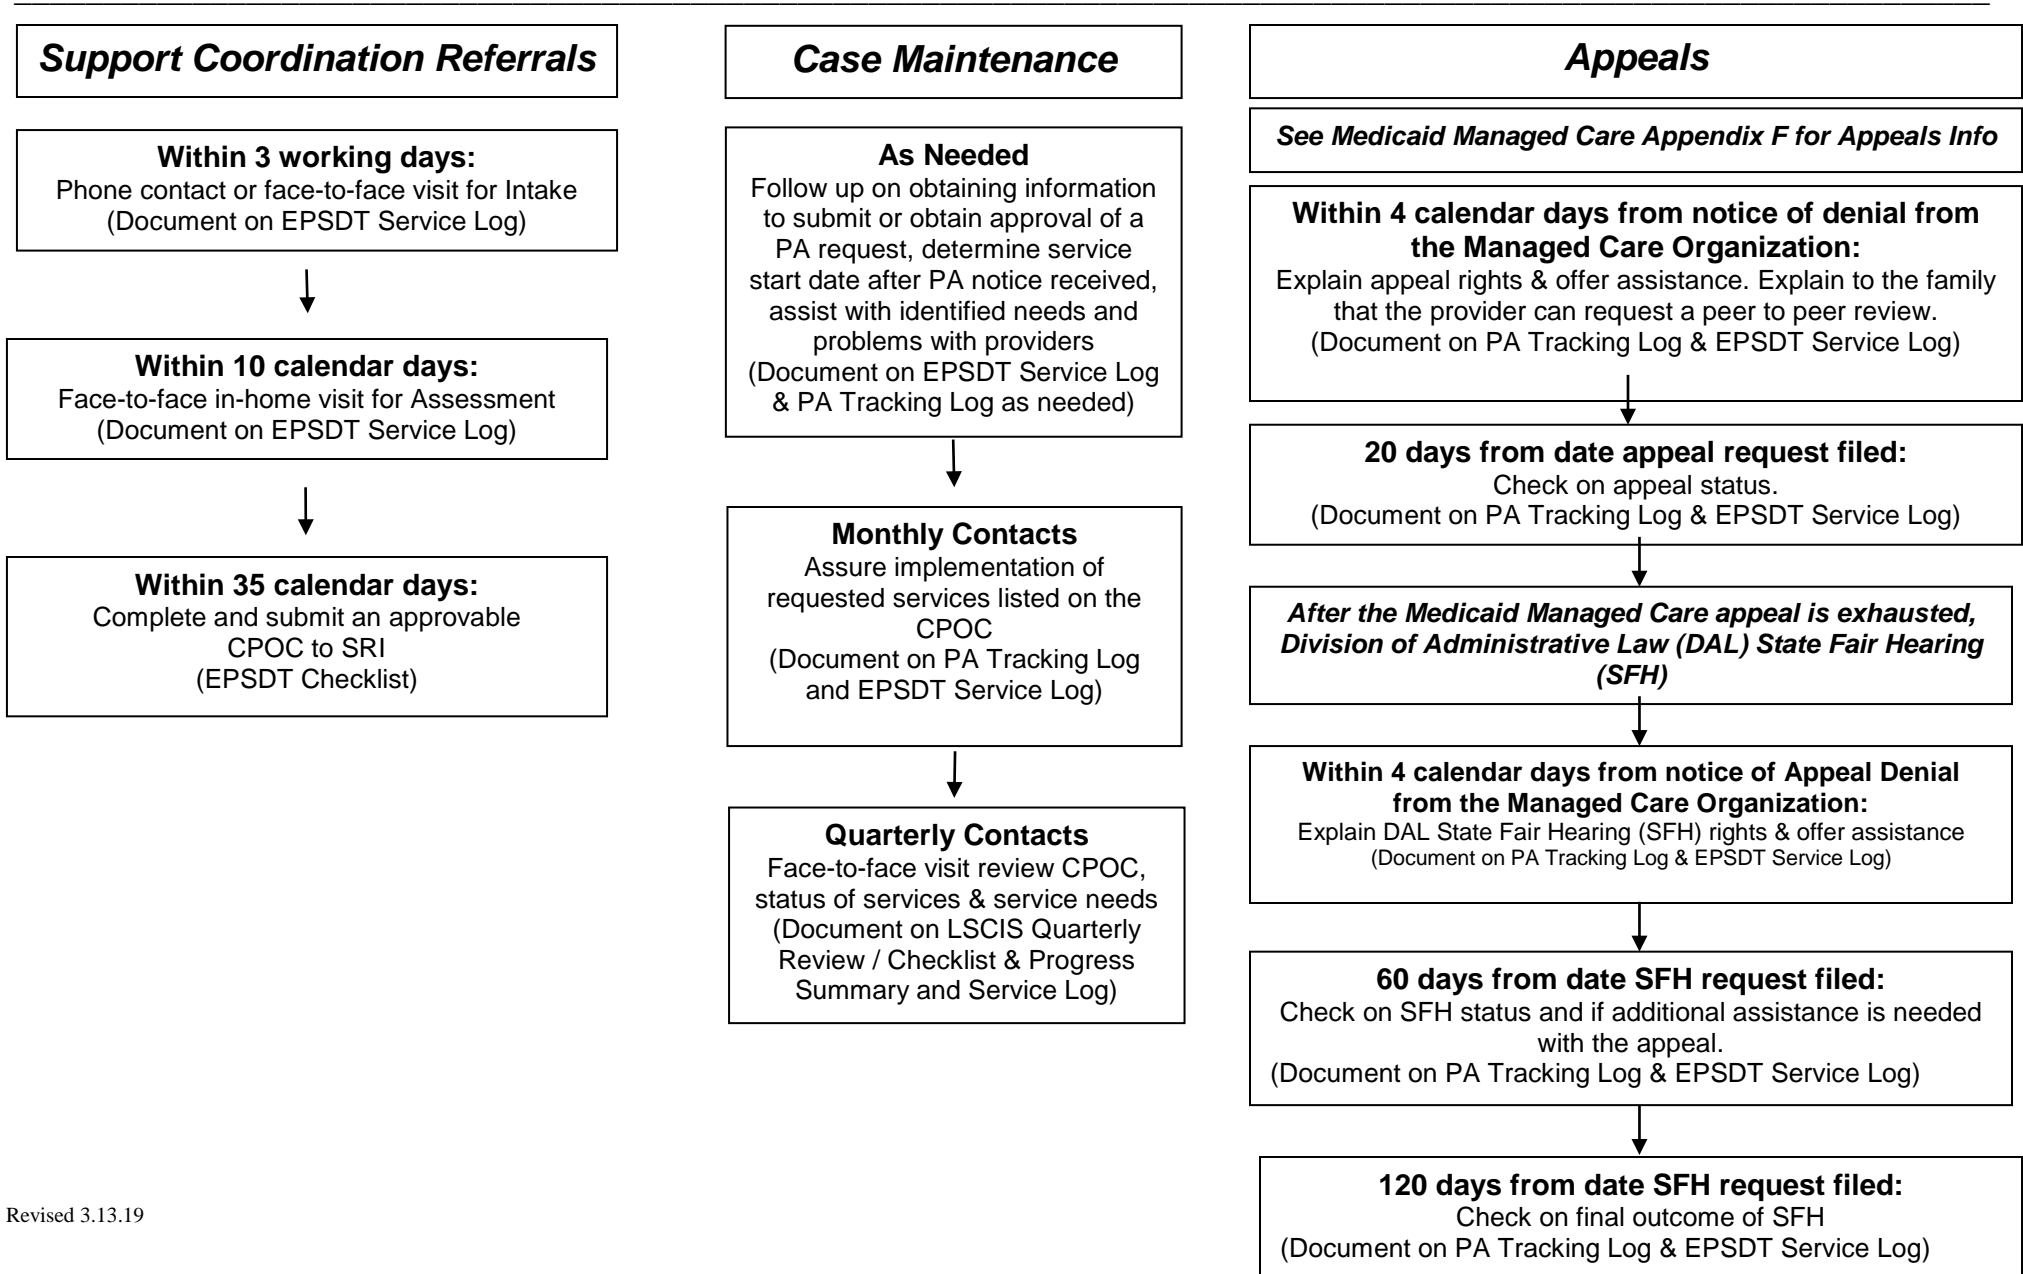 Support Coordination Referrals
Within 3 working days:
Phone contact or face-to-face visit for Intake
(Document on EPSDT Service Log)
Within 10 calendar days:
Face-to-face in-home visit for Assessment
(Document on EPSDT Service Log)
Within 35 calendar days:
Complete and submit an approvable
CPOC to SRI
(EPSDT Checklist)
Case Maintenance
As Needed
Follow up on obtaining information
to submit or obtain approval of a
PA request, determine service
start date after PA notice received,
assist with identified needs and
problems with providers
(Document on EPSDT Service Log
& PA Tracking Log as needed)
Monthly Contacts
Assure implementation of
requested services listed on the
CPOC
(Document on PA Tracking Log
and EPSDT Service Log)
Quarterly Contacts
Face-to-face visit review CPOC,
status of services & service needs
(Document on LSCIS Quarterly
Review / Checklist & Progress
Summary and Service Log)
Appeals
See Medicaid Managed Care Appendix F for Appeals Info
Within 4 calendar days from notice of denial from
the Managed Care Organization:
Explain appeal rights & offer assistance. Explain to the family
that the provider can request a peer to peer review.
(Document on PA Tracking Log & EPSDT Service Log)
20 days from date appeal request filed:
Check on appeal status.
(Document on PA Tracking Log & EPSDT Service Log)
After the Medicaid Managed Care appeal is exhausted,
Division of Administrative Law (DAL) State Fair Hearing
(SFH)
Within 4 calendar days from notice of Appeal Denial
from the Managed Care Organization:
Explain DAL State Fair Hearing (SFH) rights & offer assistance
(Document on PA Tracking Log & EPSDT Service Log)
60 days from date SFH request filed:
Check on SFH status and if additional assistance is needed
with the appeal.
(Document on PA Tracking Log & EPSDT Service Log)
120 days from date SFH request filed:
Check on final outcome of SFH
(Document on PA Tracking Log & EPSDT Service Log)
Revised 3.13.19